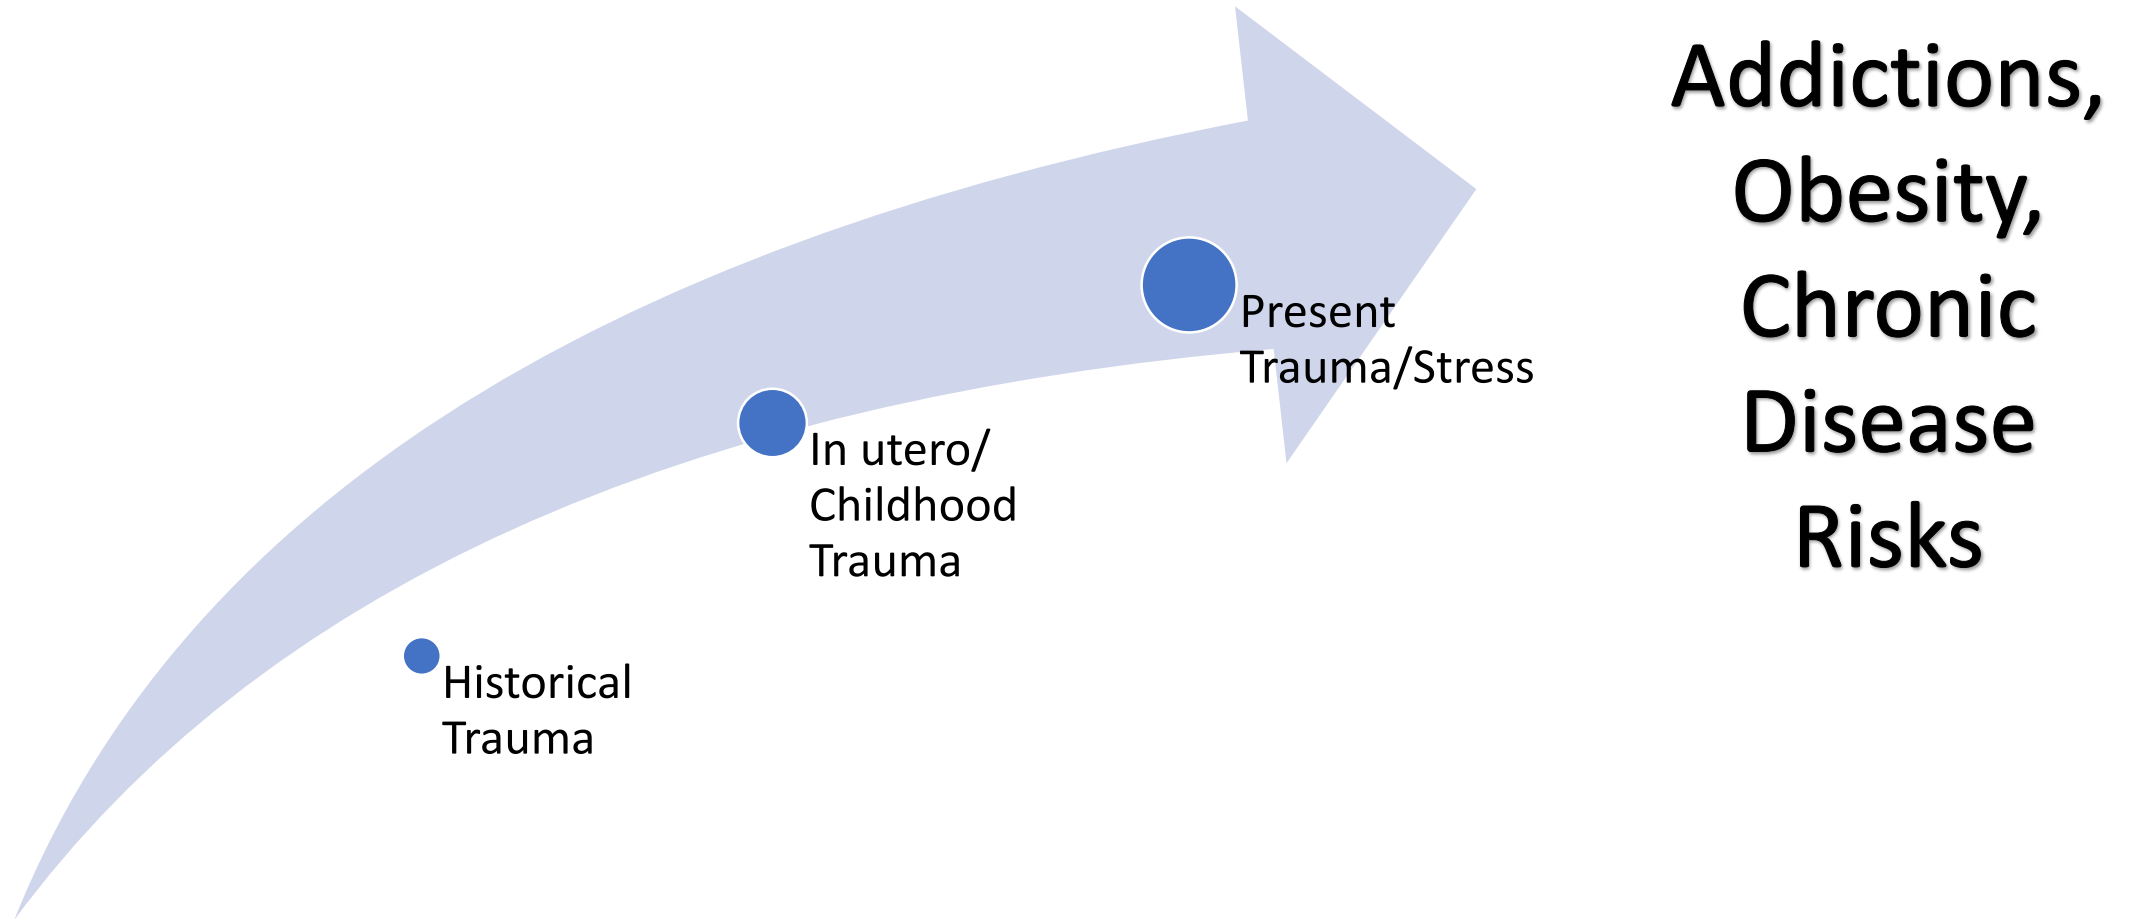 Addictions,
Obesity,
Chronic
Disease
Risks
Present
Trauma/Stress
In utero/
Childhood
Trauma
Historical
Trauma